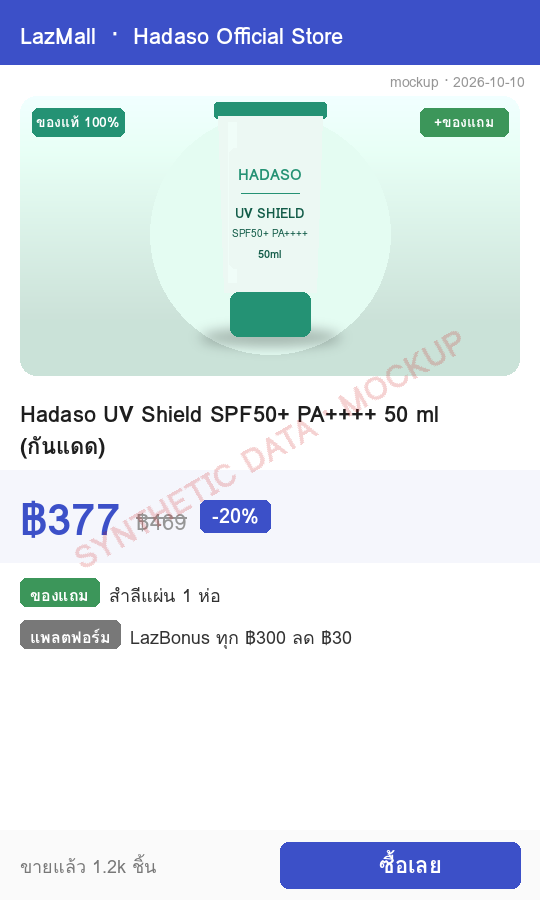 LazMall · Hadaso Official Store
mockup · 2026-10-10
ของแท้ 100%
+ของแถม
HADASO
UV SHIELD
SPF50+ PA++++
50ml
Hadaso UV Shield SPF50+ PA++++ 50 ml
(กันแดด)
SYNTHETIC DATA · MOCKUP
฿377 ฿469 -20%
ของแถม สำลีแผ่น 1 ห่อ
แพลตฟอร์ม LazBonus ทุก ฿300 ลด ฿30
ขายแล้ว 1.2k ชิ้น
ซื้อเลย